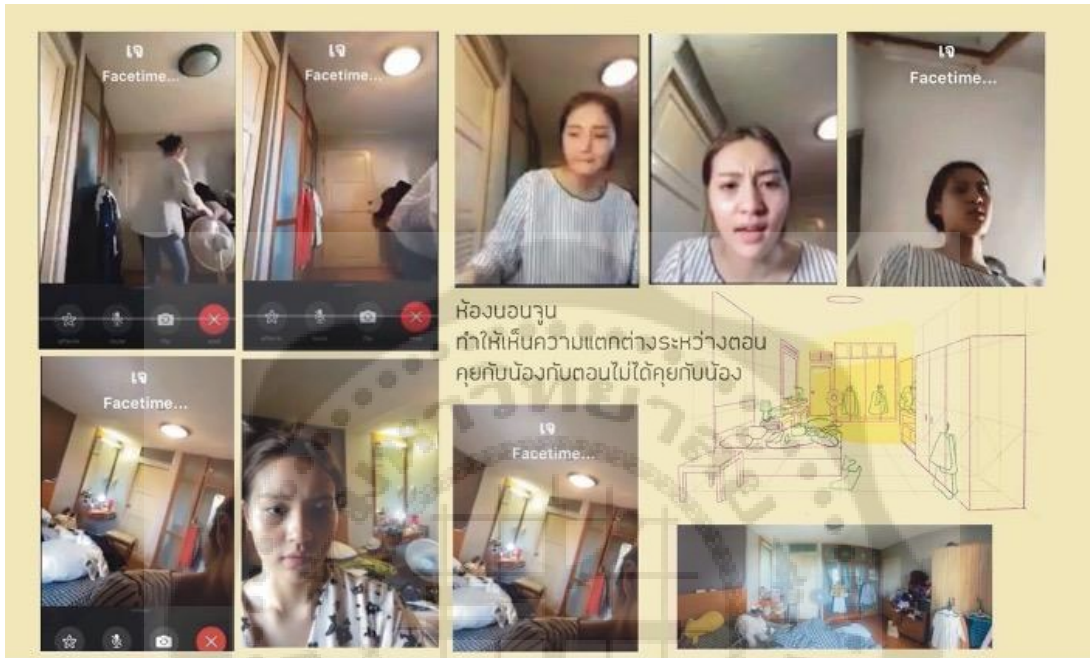 เจ
Facetime...
เจ
Facetime...
เจ
Facetime...
ห้องนอนจูน
ทำให้เห็นความแตกต่างระหว่างตอน
คุยกับน้องกับตอนไม่ได้คุยกับน้อง
เจ
Facetime...
เจ
Facetime...